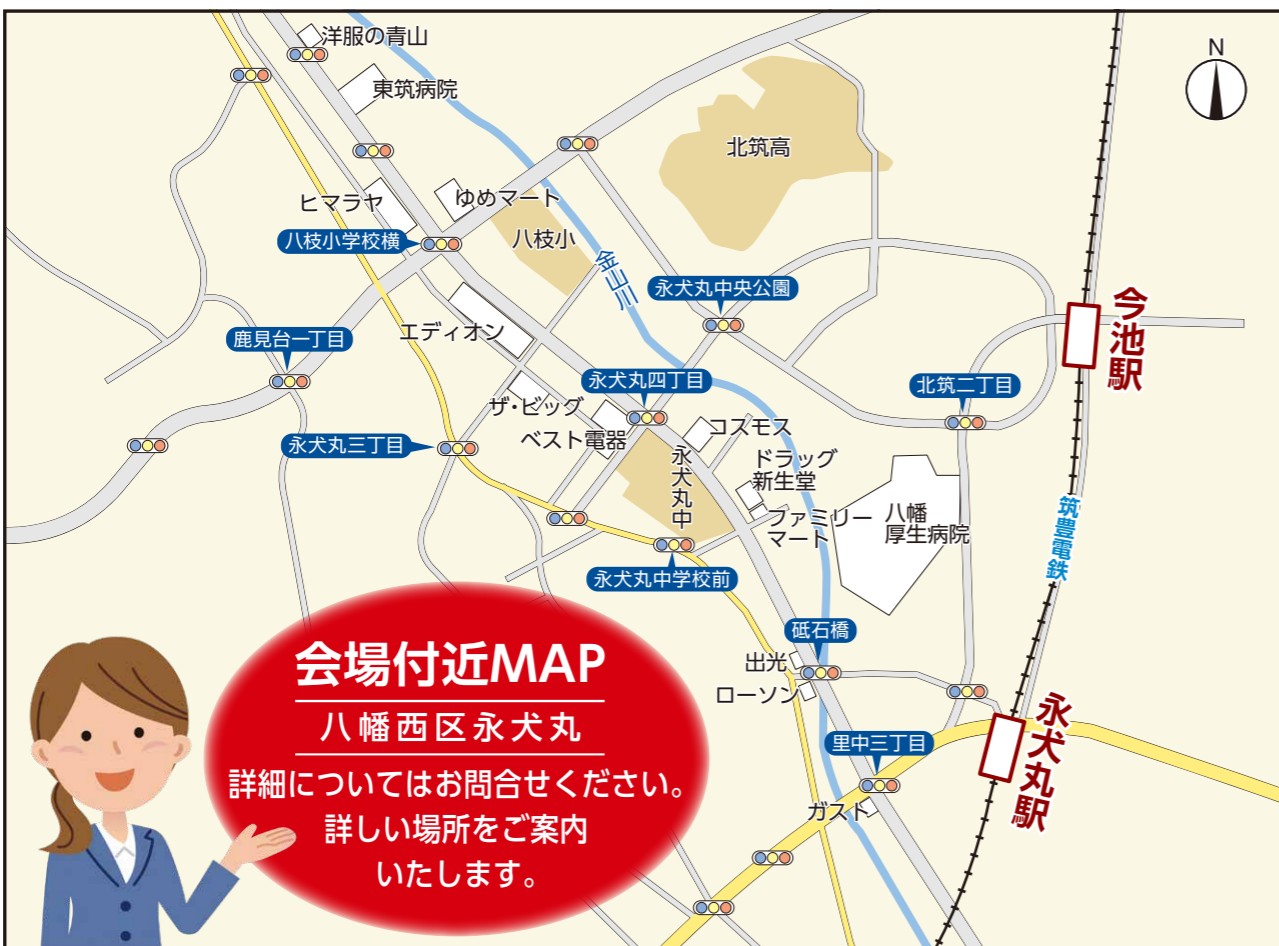 洋服の青山
N
東筑病院
北筑高
ヒマラヤ
ゆめマート
八枝小学校横
八枝小
金山川
永犬丸中央公園
今池駅
エディオン
鹿見台一丁目
永犬丸四丁目
北筑二丁目
ザ・ビッグ
ベスト電器
コスモス
永犬丸三丁目
永犬丸中
ドラッグ
新生堂
ファミリー
マート
八幡
厚生病院
筑豊電鉄
永犬丸中学校前
砥石橋
出光
ローソン
里中三丁目
永犬丸駅
ガスト
会場付近MAP
八幡西区永犬丸
詳細についてはお問合せください。
詳しい場所をご案内
いたします。